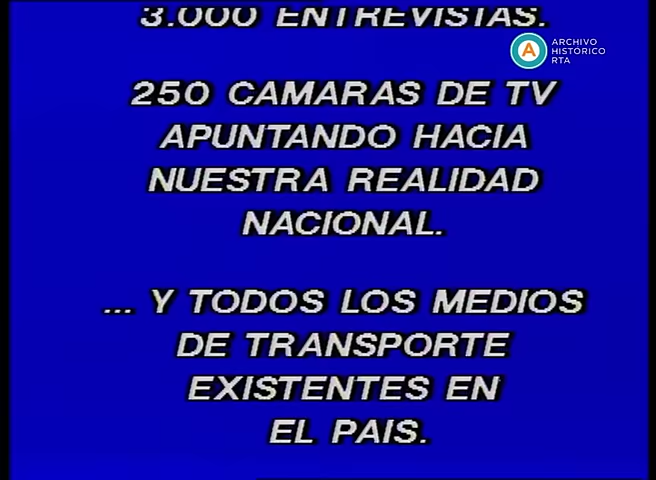 3.000 ENTREVISTAS.
ARCHIVO
HISTORICO
RTA
A
250 CAMARAS DE TV
APUNTANDO HACIA
NUESTRA REALIDAD
NACIONAL.
... Y TODOS LOS MEDIOS
DE TRANSPORTE
EXISTENTES EN
EL PAIS.